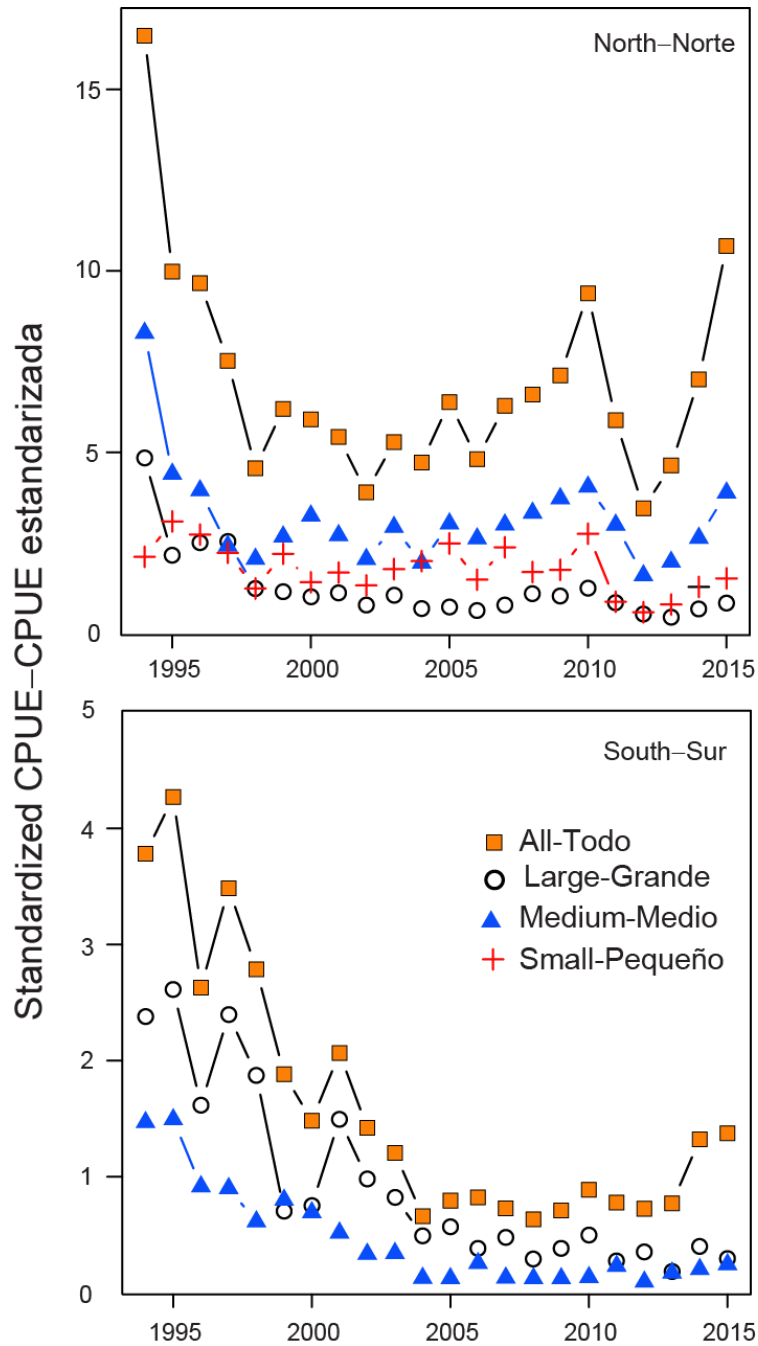 Standardized CPUE–CPUE estandarizada
North–Norte
15
10
5
0
1995 2000 2005 2010 2015
South–Sur
5
4
3
2
1
0
All-Todo
Large-Grande
Medium-Medio
Small-Pequeño
1995 2000 2005 2010 2015